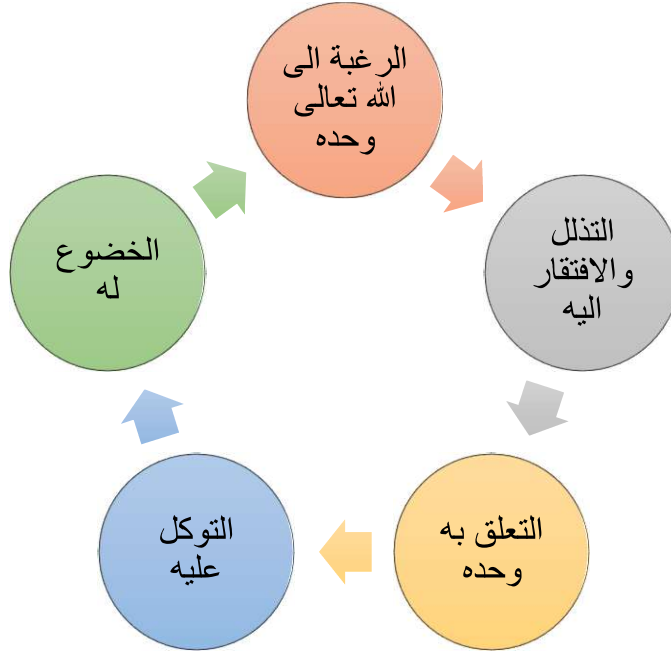 الرغبة الى
الله تعالى
وحده
التذلل
والافتقار
اليه
التعلق به
وحده
التوكل
عليه
الخضوع
له